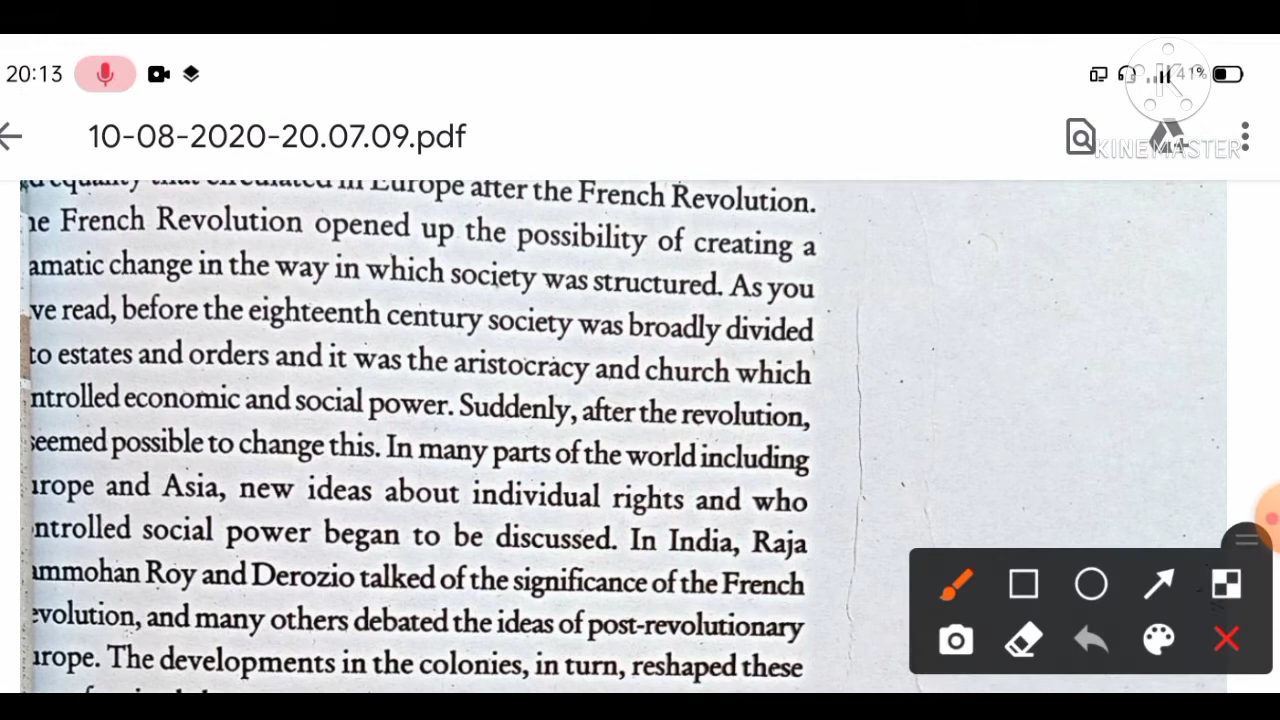 20:13
41%
10-08-2020-20.07.09.pdf
KINEMASTER
equality that circulated in Europe after the French Revolution.
he French Revolution opened up the possibility of creating a
amatic change in the way in which society was structured. As you
ve read, before the eighteenth century society was broadly divided
to estates and orders and it was the aristocracy and church which
ntrolled economic and social power. Suddenly, after the revolution,
seemed possible to change this. In many parts of the world including
urope and Asia, new ideas about individual rights and who
ntrolled social power began to be discussed. In India, Raja
ammohan Roy and Derozio talked of the significance of the French
evolution, and many others debated the ideas of post-revolutionary
urope. The developments in the colonies, in turn, reshaped these